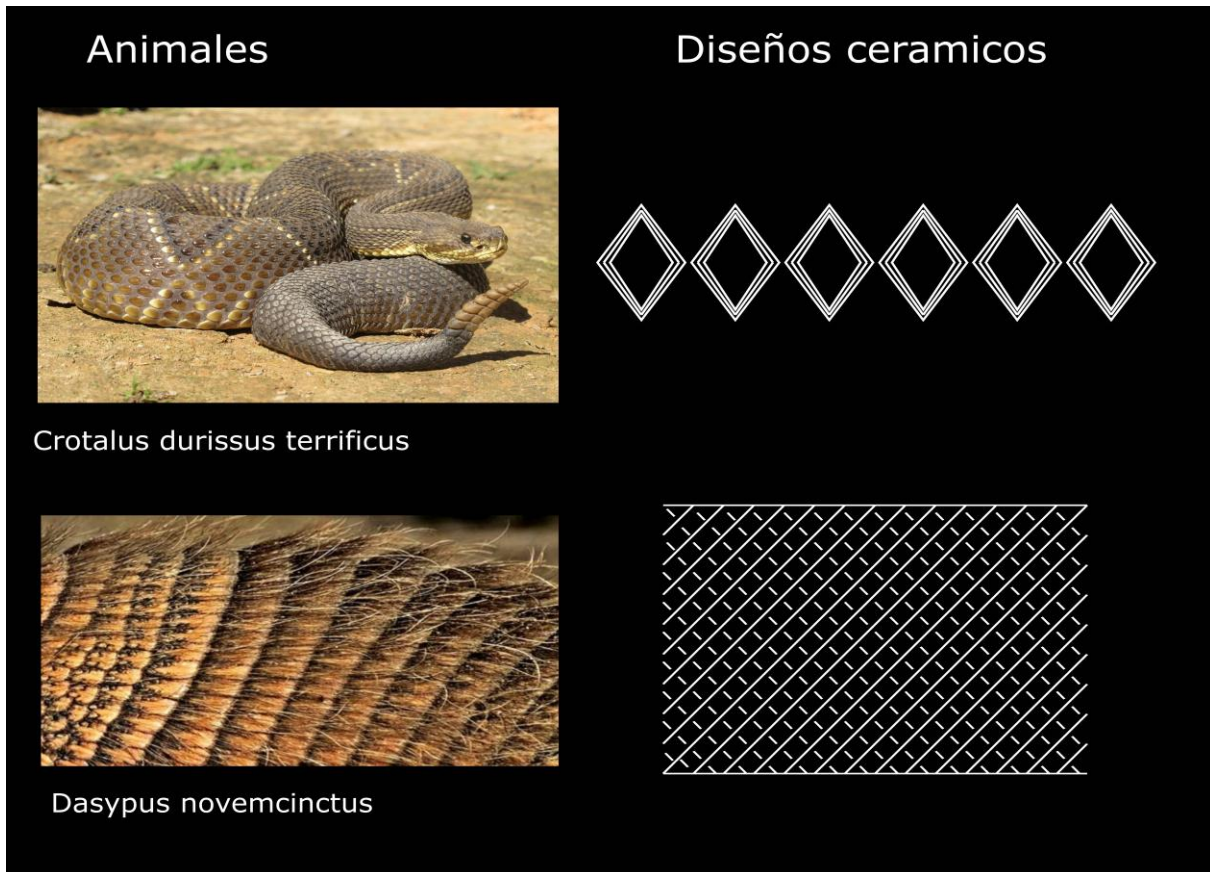 Animales
Diseños ceramicos
Crotalus durissus terrificus
Dasypus novemcinctus